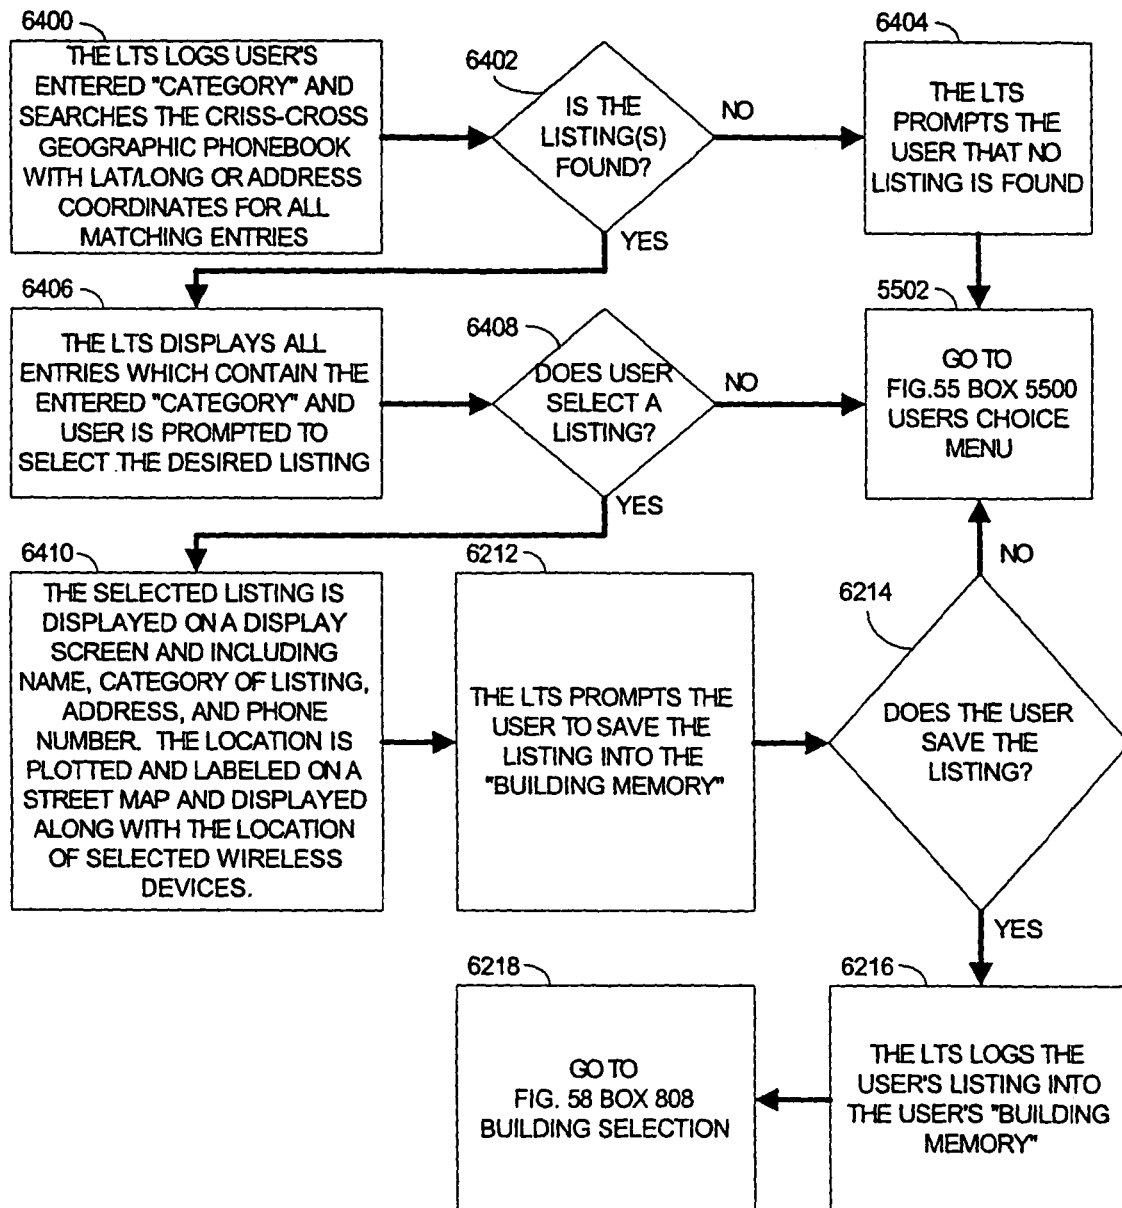 6400
THE LTS LOGS USER'S
ENTERED "CATEGORY" AND
SEARCHES THE CRISS-CROSS
GEOGRAPHIC PHONEBOOK
WITH LAT/LONG OR ADDRESS
COORDINATES FOR ALL
MATCHING ENTRIES
6402
IS THE
LISTING(S)
FOUND?
NO
YES
6404
THE LTS
PROMPTS THE
USER THAT NO
LISTING IS FOUND
6406
THE LTS DISPLAYS ALL
ENTRIES WHICH CONTAIN THE
ENTERED "CATEGORY" AND
USER IS PROMPTED TO
SELECT THE DESIRED LISTING
6408
DOES USER
SELECT A
LISTING?
NO
YES
5502
GO TO
FIG.55 BOX 5500
USERS CHOICE
MENU
6410
THE SELECTED LISTING IS
DISPLAYED ON A DISPLAY
SCREEN AND INCLUDING
NAME, CATEGORY OF LISTING,
ADDRESS, AND PHONE
NUMBER. THE LOCATION IS
PLOTTED AND LABELED ON A
STREET MAP AND DISPLAYED
ALONG WITH THE LOCATION
OF SELECTED WIRELESS
DEVICES.
6212
THE LTS PROMPTS THE
USER TO SAVE THE
LISTING INTO THE
"BUILDING MEMORY"
6214
DOES THE USER
SAVE THE
LISTING?
NO
YES
6218
GO TO
FIG. 58 BOX 808
BUILDING SELECTION
6216
THE LTS LOGS THE
USER'S LISTING INTO
THE USER'S "BUILDING
MEMORY"